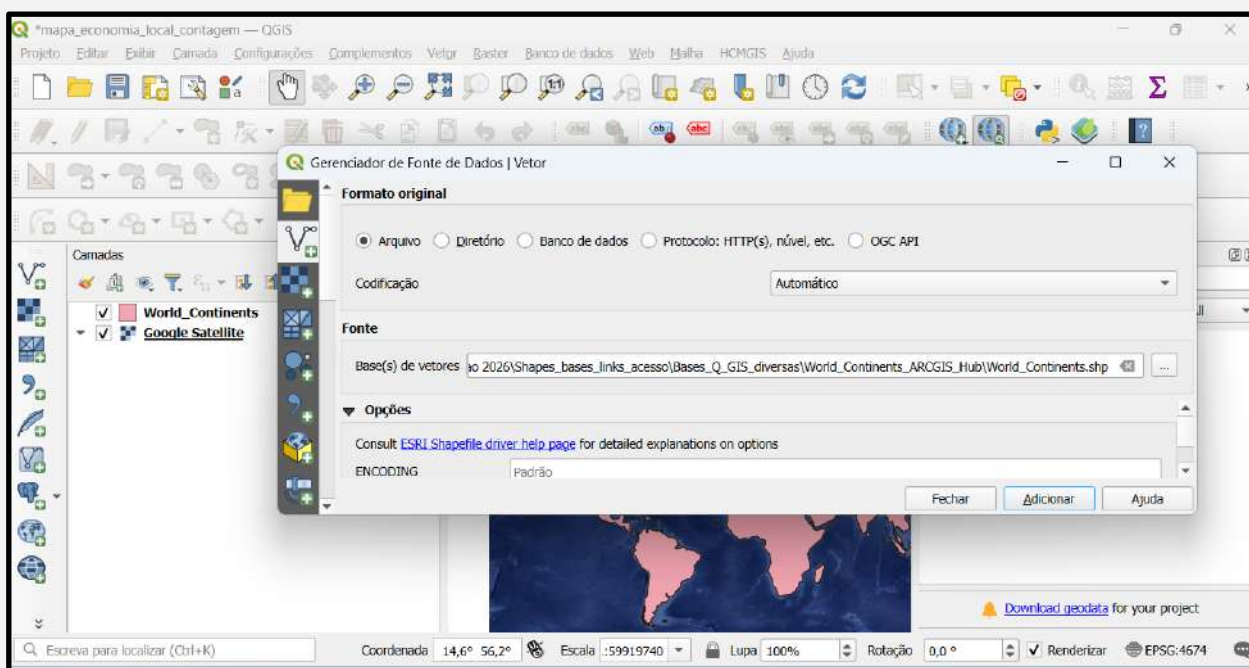 *mapa_economia_local_contagem — QGIS
Projeto Editar Exibir Camada Configurações Complementos Vetor Raster Banco de dados Web Malha HCMGIS Ajuda
Gerenciador de Fonte de Dados | Vetor
Formato original
Arquivo Diretório Banco de dados Protocolo: HTTP(s), núvel, etc. OGC API
Codificação Automático
Fonte
Base(s) de vetores ao 2026\Shapes_bases_links_acesso\Bases_Q_GIS_diversas\World_Continents_ARCGIS_Hub\World_Continents.shp ...
Opções
Consult ESRI Shapefile driver help page for detailed explanations on options
ENCODING Padrão
Fechar Adicionar Ajuda
Camadas
World_Continents
Google Satellite
Download geodata for your project
Escreva para localizar (Ctrl+K) Coordenada 14,6° 56,2° Escala :59919740 Lupa 100% Rotação 0,0 ° Renderizar EPSG:4674